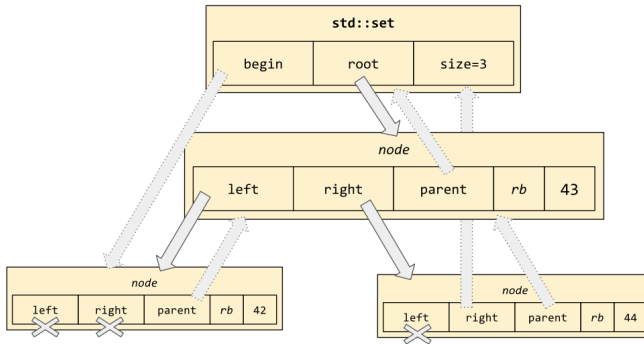 std::set
begin root size=3
node
left right parent rb 43
node
left right parent rb 42
node
left right parent rb 44